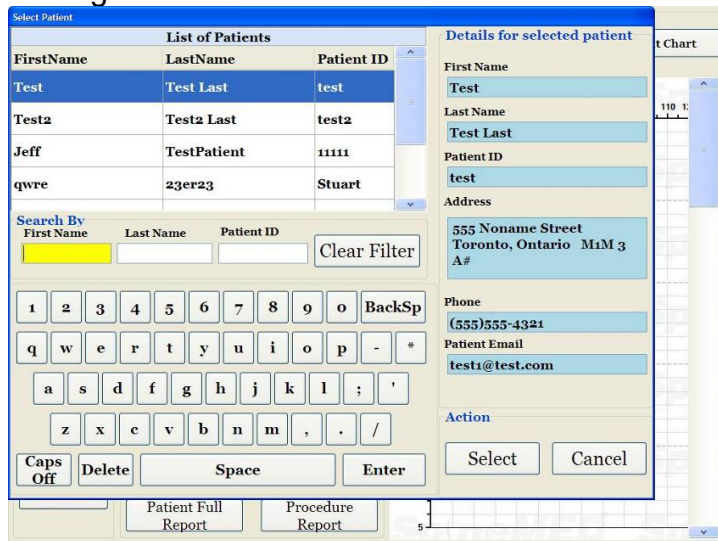 Select Patient
List of Patients
FirstName LastName Patient ID
Test Test Last test
Test2 Test2 Last test2
Jeff TestPatient 11111
qwre 23er23 Stuart
Search By
First Name Last Name Patient ID
Clear Filter
1 2 3 4 5 6 7 8 9 0 BackSp
q w e r t y u i o p - *
a s d f g h j k l ; '
z x c v b n m , . /
Caps Off Delete Space Enter
Details for selected patient
First Name
Test
Last Name
Test Last
Patient ID
test
Address
555 Noname Street
Toronto, Ontario M1M 3
A#
Phone
(555)555-4321
Patient Email
test1@test.com
Action
Select Cancel
t Chart
110
Patient Full
Report
Procedure
Report
5